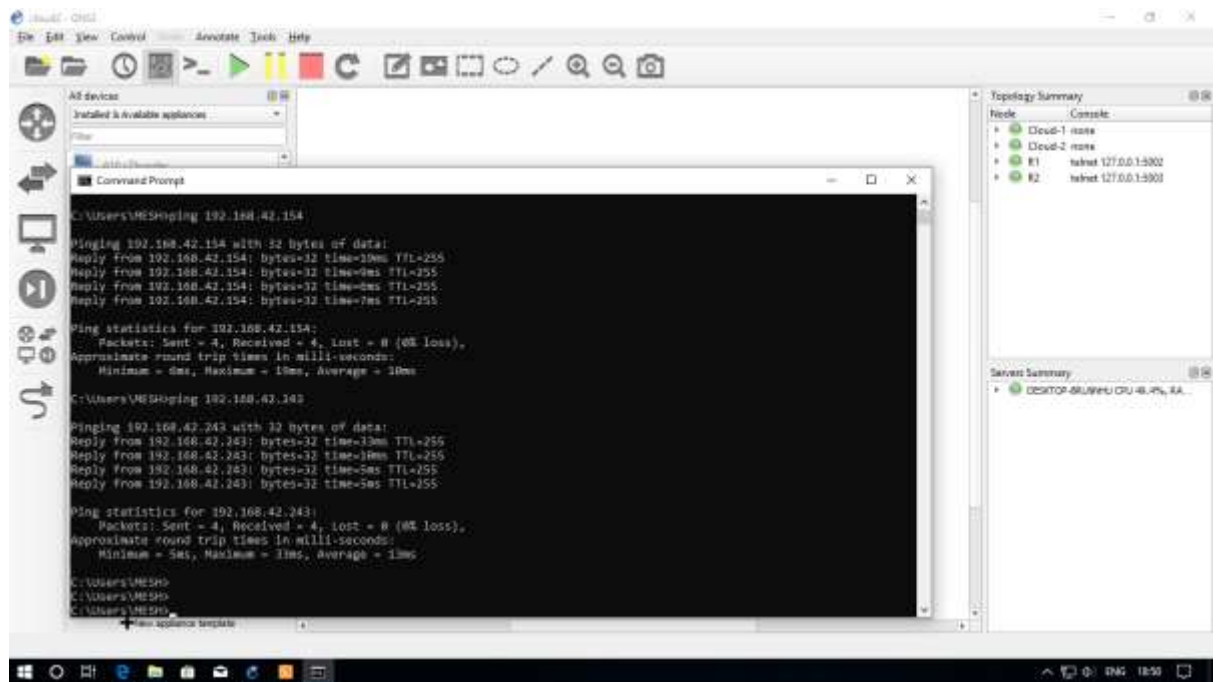 File Edit View Control Annotate Tools Help
All devices
Installed & Available appliances
Filter
Topology Summary
Node Console
Cloud-1 none
Cloud-2 none
R1 telnet 127.0.0.1:5002
R2 telnet 127.0.0.1:5003
Command Prompt
C:\Users\MESH>ping 192.168.42.154
Pinging 192.168.42.154 with 32 bytes of data:
Reply from 192.168.42.154: bytes=32 time=19ms TTL=255
Reply from 192.168.42.154: bytes=32 time=9ms TTL=255
Reply from 192.168.42.154: bytes=32 time=6ms TTL=255
Reply from 192.168.42.154: bytes=32 time=7ms TTL=255
Ping statistics for 192.168.42.154:
Packets: Sent = 4, Received = 4, Lost = 0 (0% loss),
Approximate round trip times in milli-seconds:
Minimum = 6ms, Maximum = 19ms, Average = 10ms
C:\Users\MESH>ping 192.168.42.243
Pinging 192.168.42.243 with 32 bytes of data:
Reply from 192.168.42.243: bytes=32 time=33ms TTL=255
Reply from 192.168.42.243: bytes=32 time=10ms TTL=255
Reply from 192.168.42.243: bytes=32 time=5ms TTL=255
Reply from 192.168.42.243: bytes=32 time=5ms TTL=255
Ping statistics for 192.168.42.243:
Packets: Sent = 4, Received = 4, Lost = 0 (0% loss),
Approximate round trip times in milli-seconds:
Minimum = 5ms, Maximum = 33ms, Average = 13ms
C:\Users\MESH>
C:\Users\MESH>
C:\Users\MESH>
Servers Summary
CPU
New appliance template
ENG 18:50